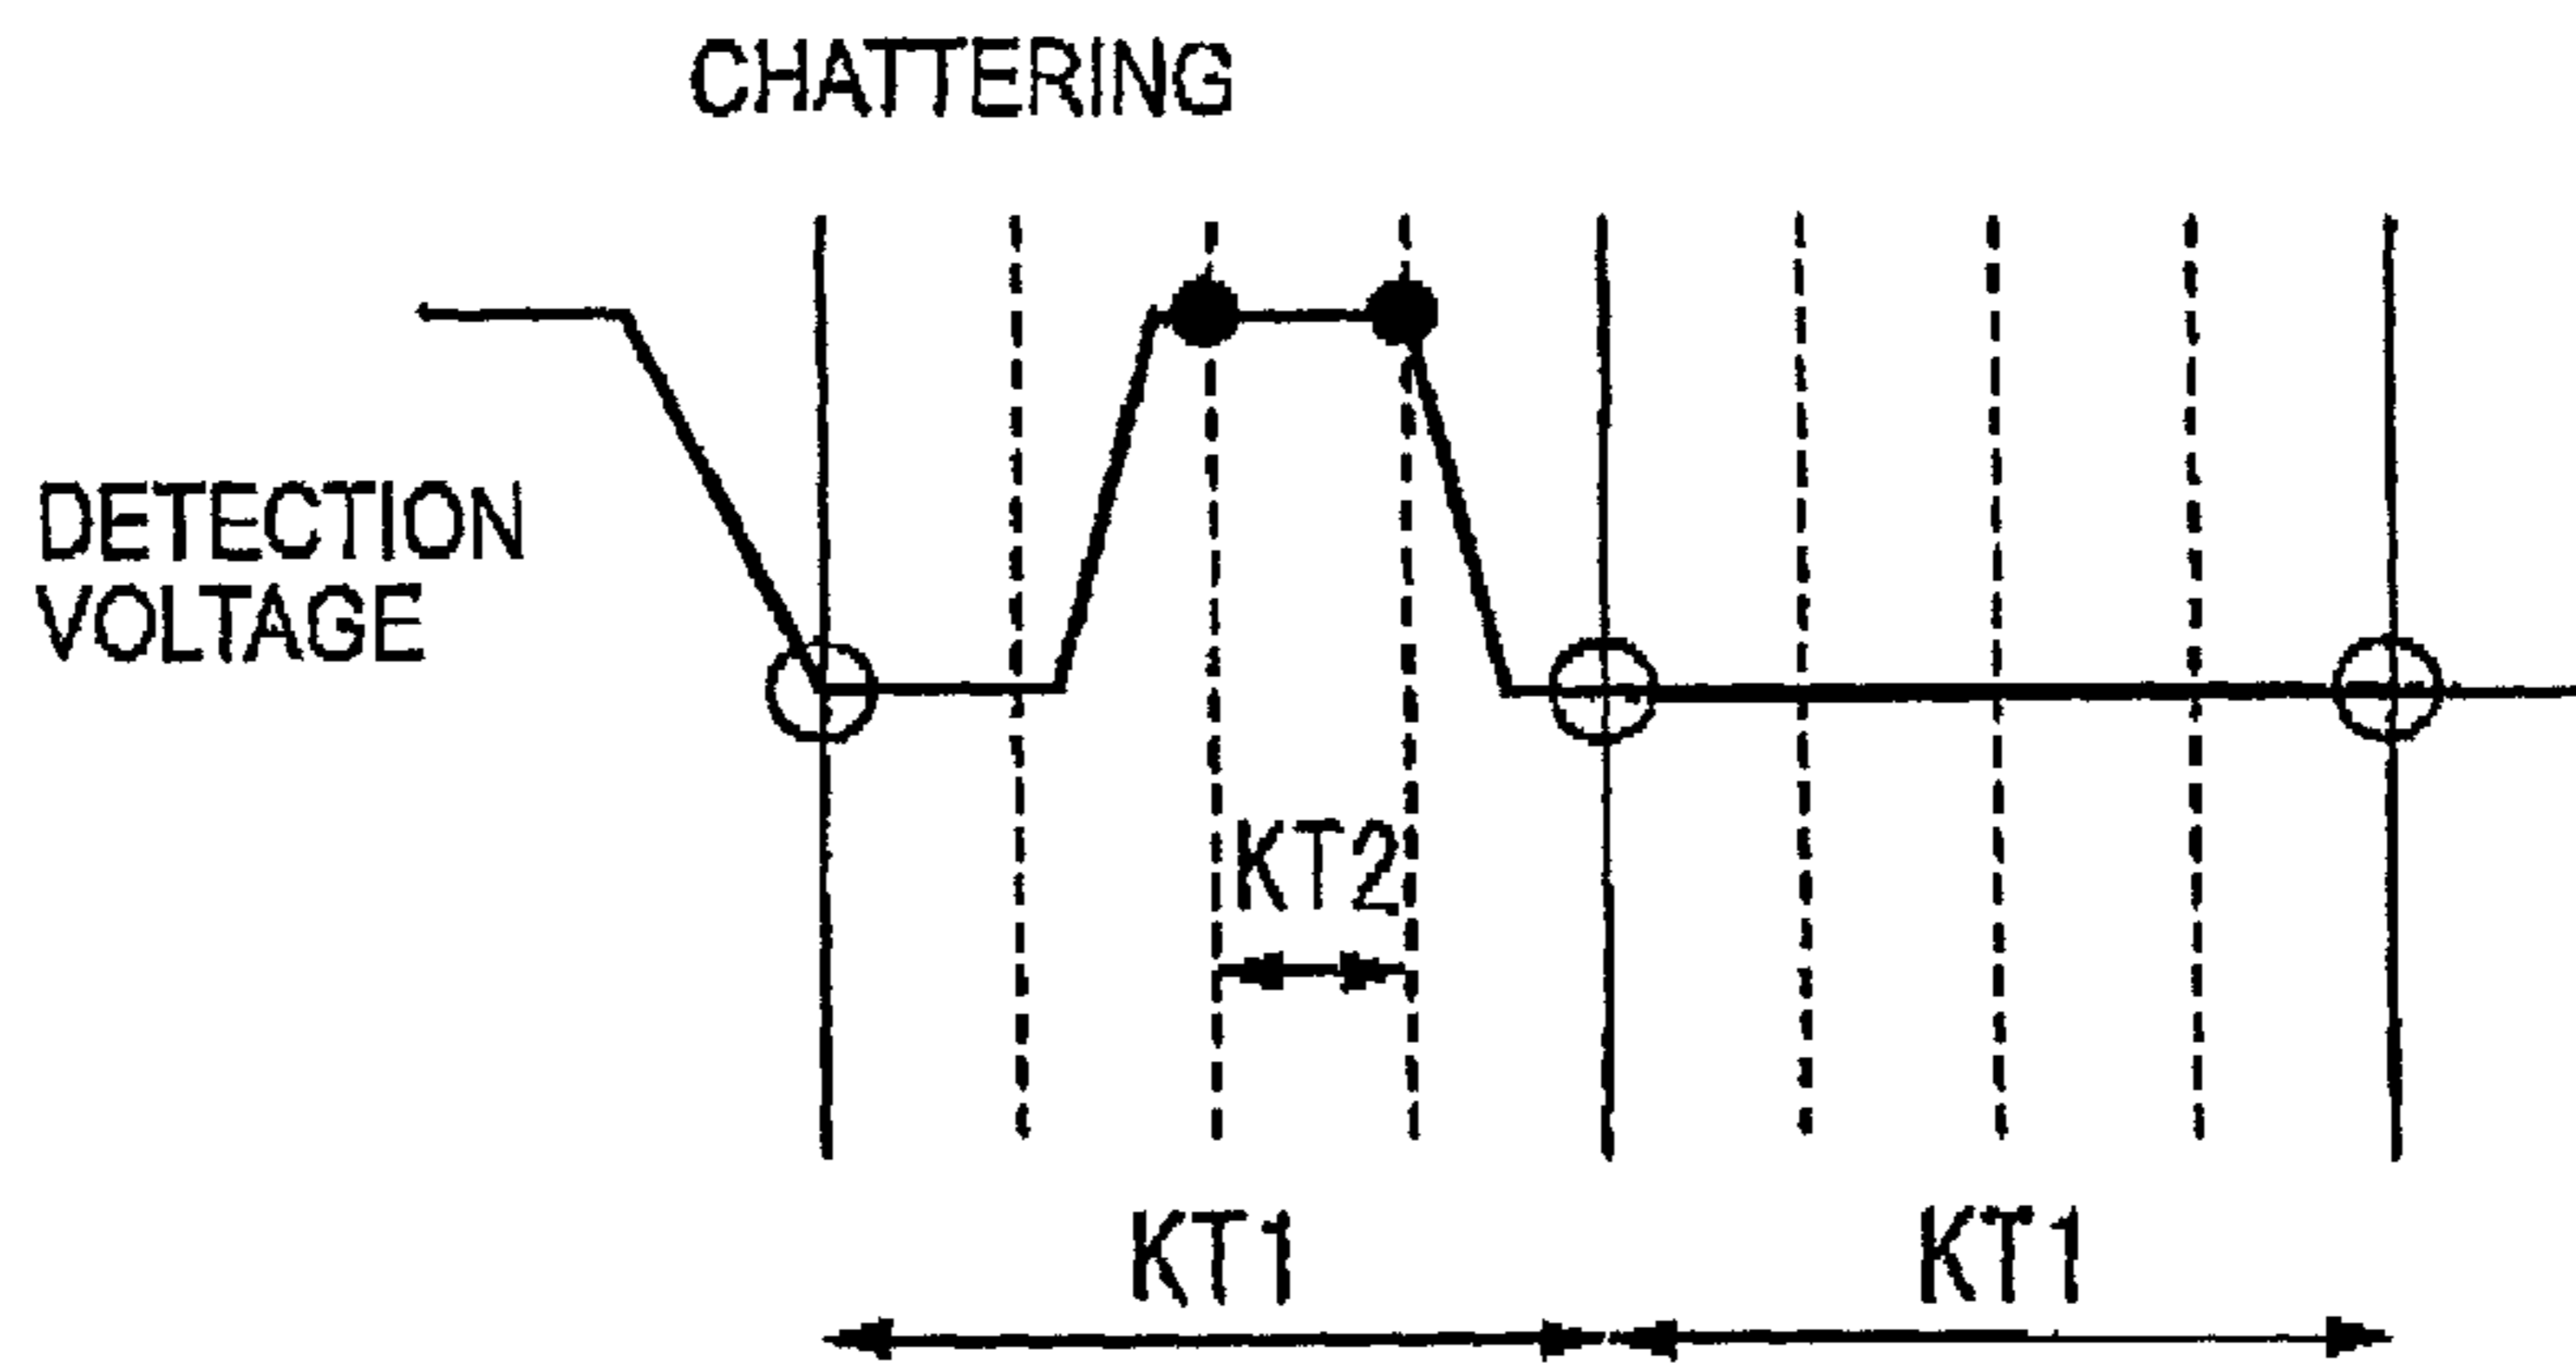 CHATTERING
DETECTION
VOLTAGE
KT2
KT1 KT1